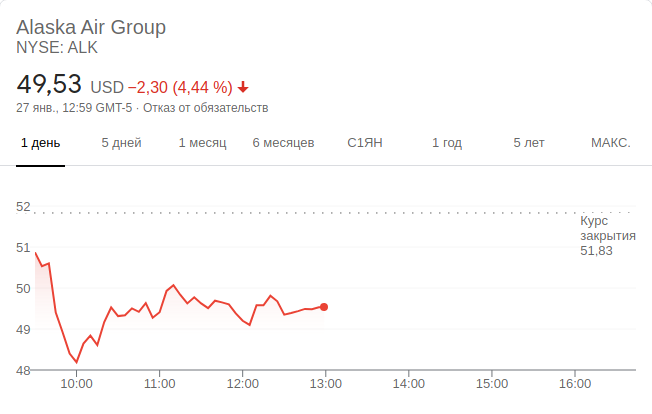 Alaska Air Group
NYSE: ALK
49,53 USD −2,30 (4,44 %)
27 янв., 12:59 GMT-5 · Отказ от обязательств
1 день 5 дней 1 месяц 6 месяцев С1ЯН 1 год 5 лет МАКС.
52
Курс
закрытия
51,83
51
50
49
48
10:00 11:00 12:00 13:00 14:00 15:00 16:00